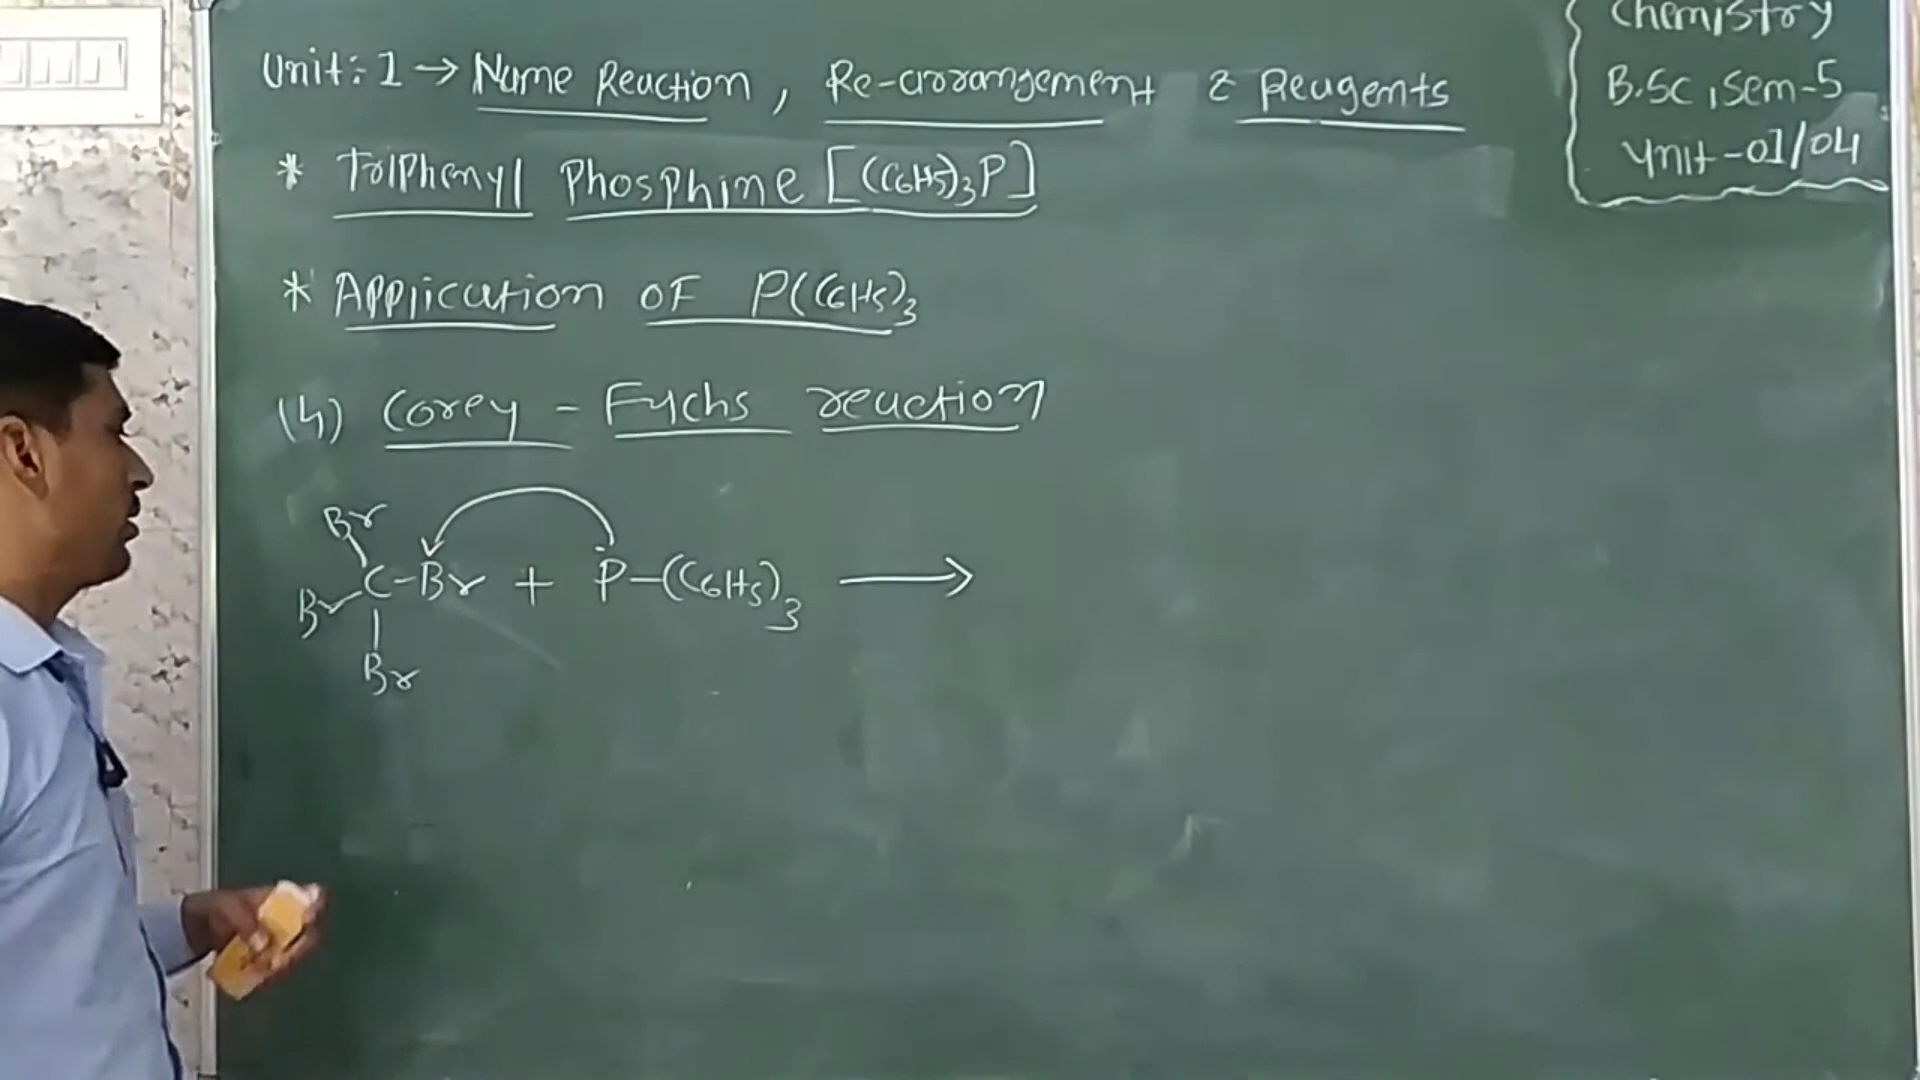 Unit:1 → Name Reaction, Re-arrangement & Reagents
Chemistry
B.Sc, Sem-5
Unit-01/04
* Triphenyl Phosphine [(C6H5)3P]
* Application OF P(C6H5)3
(4) Corey - Fuchs reaction
Br
Br C-Br + P-(C6H5)3 →
Br